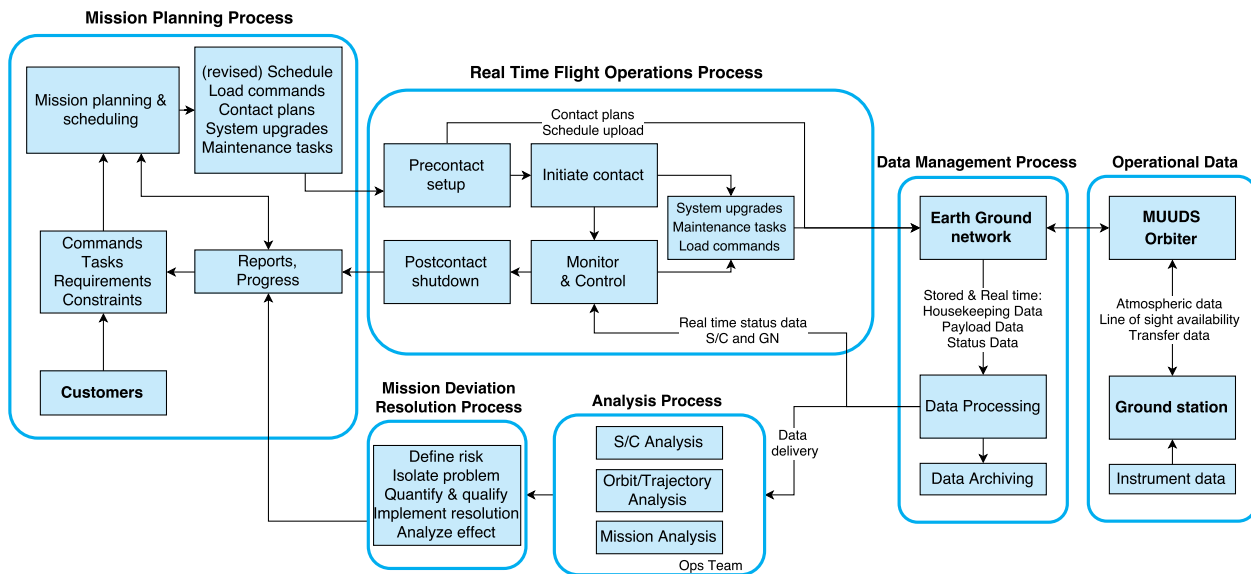 Mission Planning Process
Mission planning &
scheduling
(revised) Schedule
Load commands
Contact plans
System upgrades
Maintenance tasks
Commands
Tasks
Requirements
Constraints
Reports,
Progress
Customers
Real Time Flight Operations Process
Contact plans
Schedule upload
Precontact
setup
Initiate contact
System upgrades
Maintenance tasks
Load commands
Postcontact
shutdown
Monitor
& Control
Real time status data
S/C and GN
Mission Deviation
Resolution Process
Define risk
Isolate problem
Quantify & qualify
Implement resolution
Analyze effect
Analysis Process
S/C Analysis
Orbit/Trajectory
Analysis
Mission Analysis
Ops Team
Data
delivery
Data Management Process
Earth Ground
network
Stored & Real time:
Housekeeping Data
Payload Data
Status Data
Data Processing
Data Archiving
Operational Data
MUUDS
Orbiter
Atmospheric data
Line of sight availability
Transfer data
Ground station
Instrument data